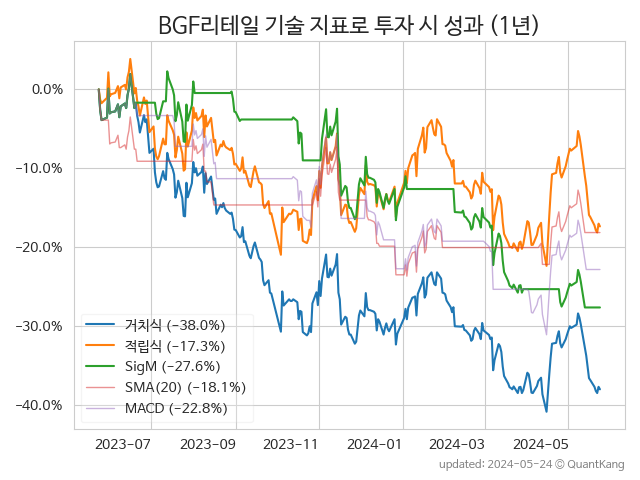 BGF리테일 기술 지표로 투자 시 성과 (1년)
0.0%
−10.0%
−20.0%
−30.0%
−40.0%
거치식 (−38.0%)
적립식 (−17.3%)
SigM (−27.6%)
SMA(20) (−18.1%)
MACD (−22.8%)
2023−07 2023−09 2023−11 2024−01 2024−03 2024−05
updated: 2024-05-24 © QuantKang